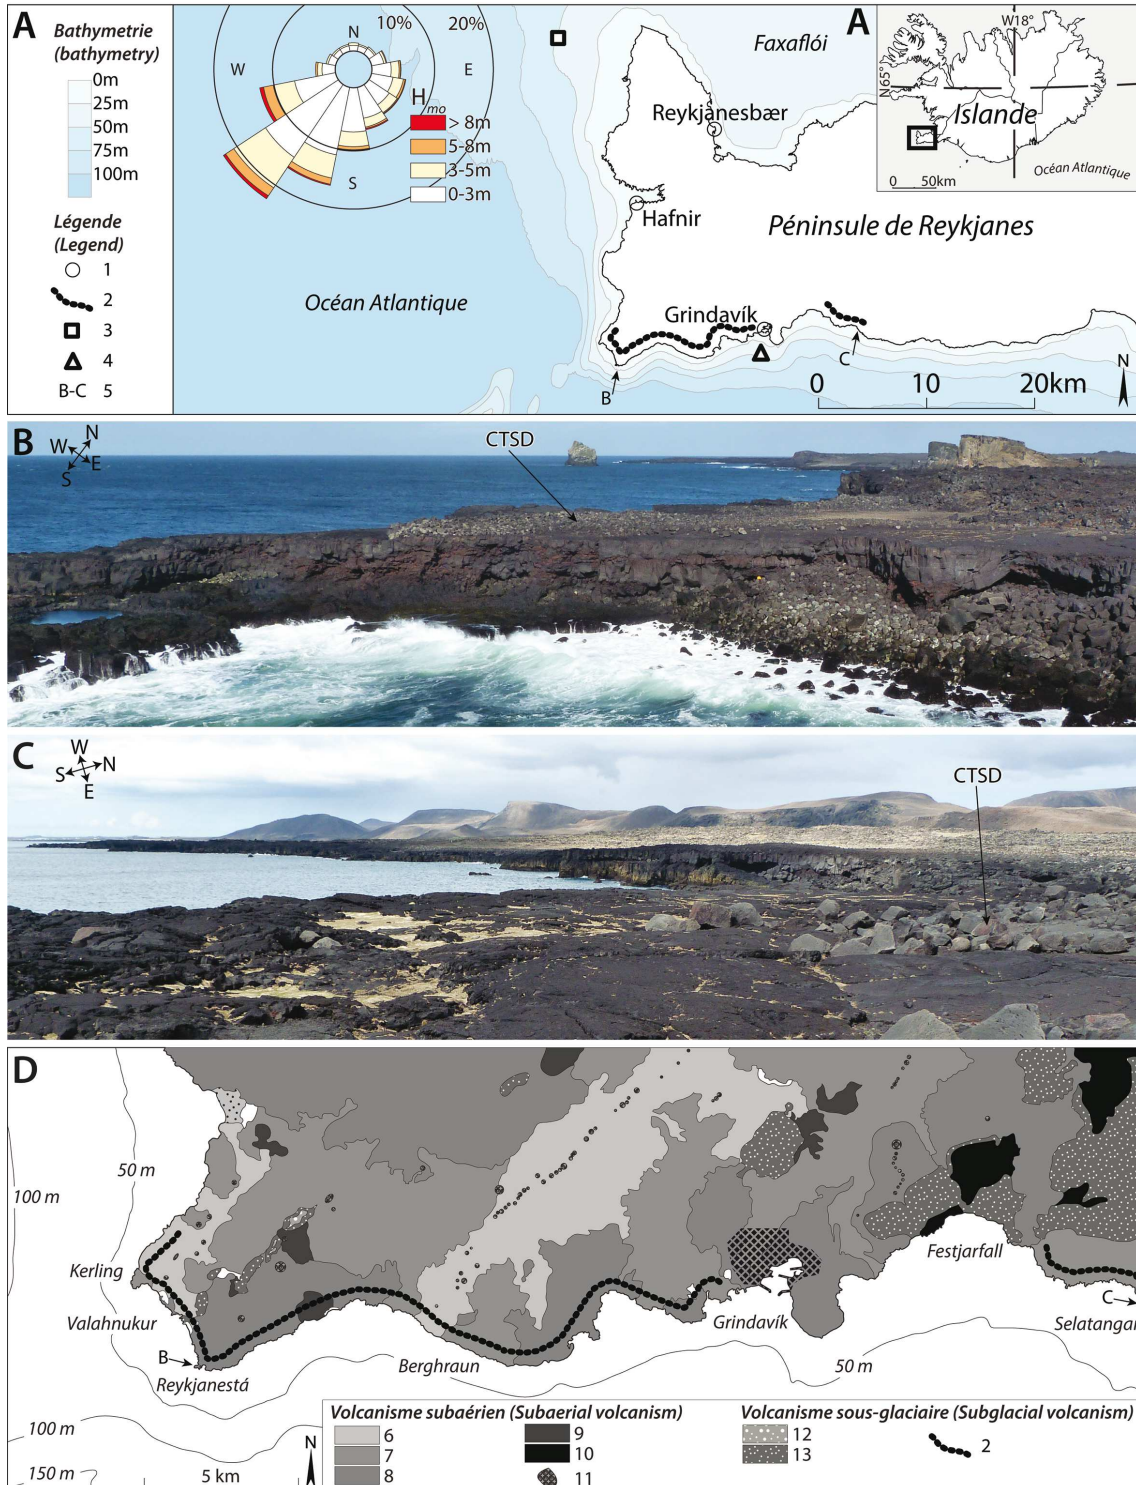 A
Bathymetrie
(bathymetry)
0m
25m
50m
75m
100m
Légende
(Legend)
1
2
3
4
B-C 5
10%
20%
N
W
E
S
Hmo
> 8m
5-8m
3-5m
0-3m
3
Faxaflói
Reykjanesbær
Hafnir
Péninsule de Reykjanes
Océan Atlantique
Grindavík
B
C
0 10 20km
N
A
W18°
N 65°
Islande
Océan Atlantique
0 50km
B
N
W
E
S
CTSD
C
W
S
N
E
CTSD
D
50 m
100 m
Kerling
Valahnukur
B
Reykjanestá
Berghraun
Grindavík
Festjarfall
C
Selatangar
50 m
100 m
150 m
5 km
N
Volcanisme subaérien (Subaerial volcanism)
6
7
8
9
10
11
Volcanisme sous-glaciaire (Subglacial volcanism)
12
13
2